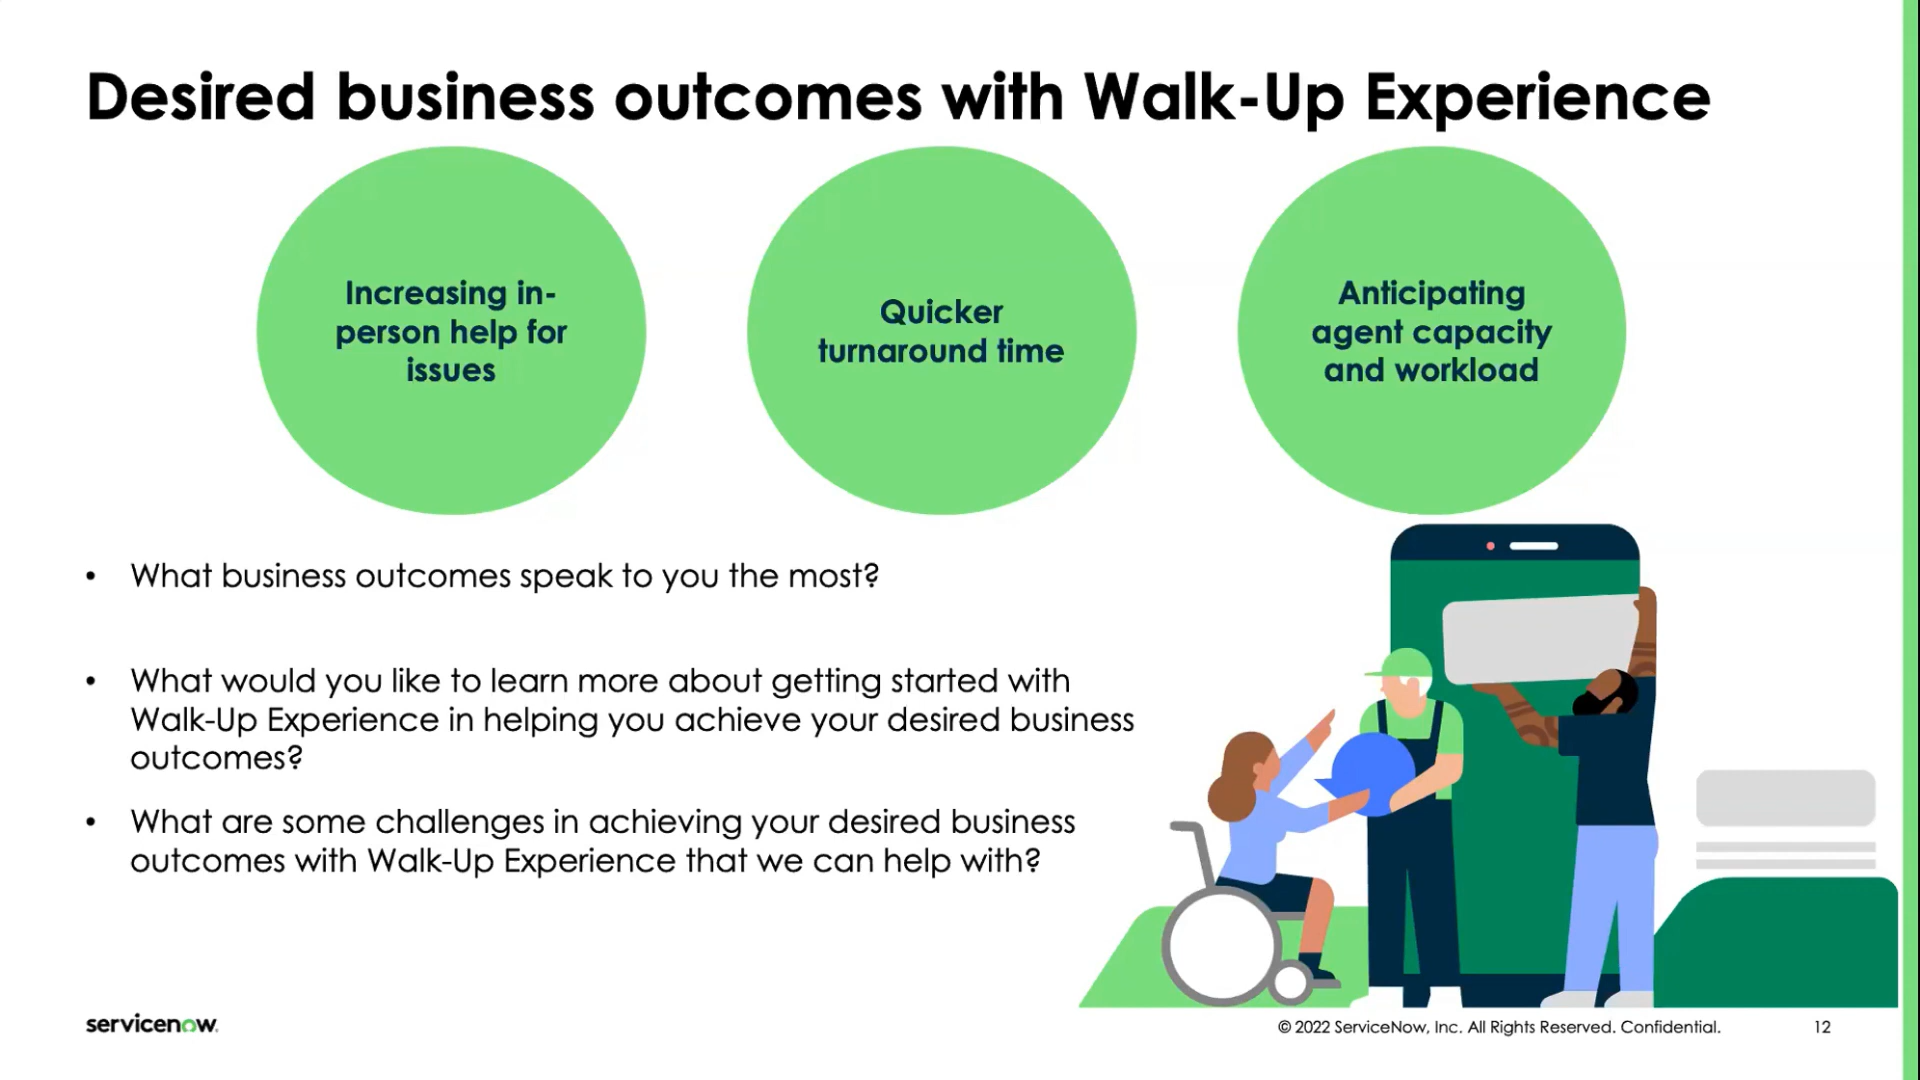 Desired business outcomes with Walk-Up Experience
Increasing in-
person help for
issues
Quicker
turnaround time
Anticipating
agent capacity
and workload
• What business outcomes speak to you the most?
• What would you like to learn more about getting started with
Walk-Up Experience in helping you achieve your desired business
outcomes?
• What are some challenges in achieving your desired business
outcomes with Walk-Up Experience that we can help with?
servicenow.
© 2022 ServiceNow, Inc. All Rights Reserved. Confidential.
12